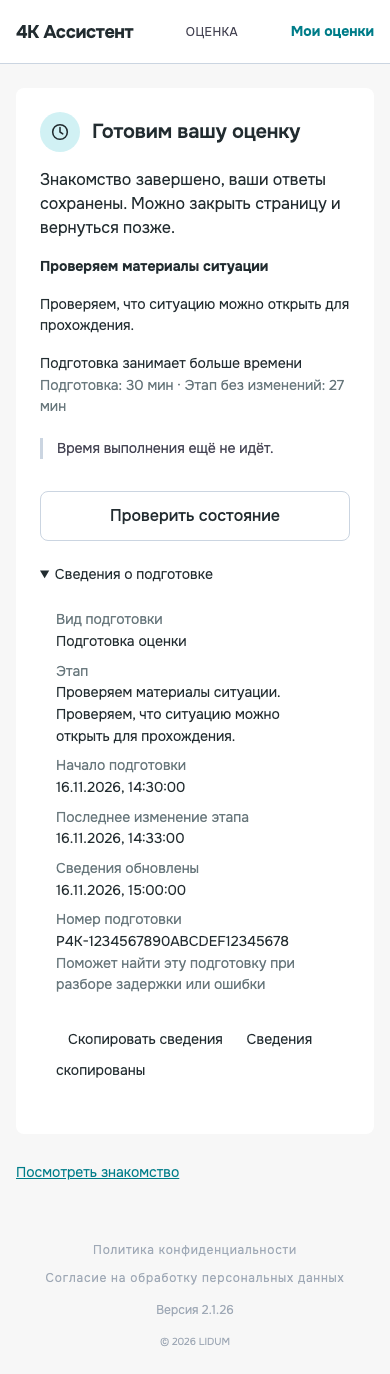 4К Ассистент
ОЦЕНКА
Мои оценки
Готовим вашу оценку
Знакомство завершено, ваши ответы
сохранены. Можно закрыть страницу и
вернуться позже.
Проверяем материалы ситуации
Проверяем, что ситуацию можно открыть для
прохождения.
Подготовка занимает больше времени
Подготовка: 30 мин · Этап без изменений: 27
мин
Время выполнения ещё не идёт.
Проверить состояние
▼ Сведения о подготовке
Вид подготовки
Подготовка оценки
Этап
Проверяем материалы ситуации.
Проверяем, что ситуацию можно
открыть для прохождения.
Начало подготовки
16.11.2026, 14:30:00
Последнее изменение этапа
16.11.2026, 14:33:00
Сведения обновлены
16.11.2026, 15:00:00
Номер подготовки
P4K-1234567890ABCDEF12345678
Поможет найти эту подготовку при
разборе задержки или ошибки
Скопировать сведения Сведения
скопированы
Посмотреть знакомство
Политика конфиденциальности
Согласие на обработку персональных данных
Версия 2.1.26
© 2026 LIDUM